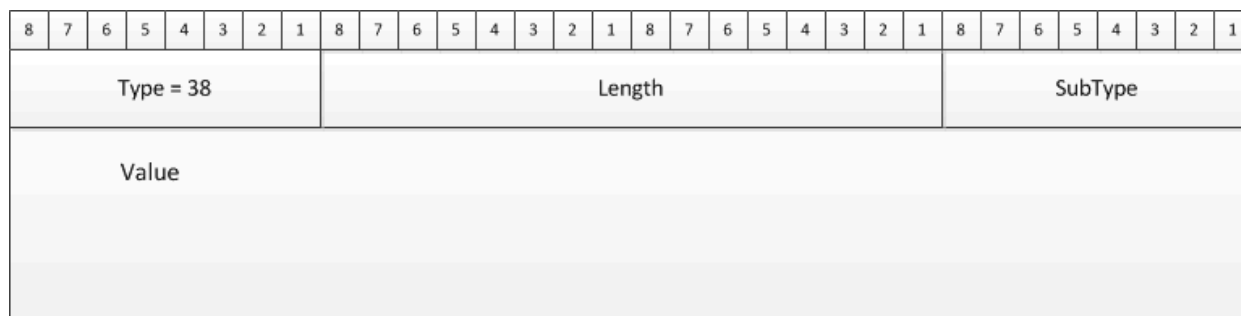 8 7 6 5 4 3 2 1 8 7 6 5 4 3 2 1 8 7 6 5 4 3 2 1 8 7 6 5 4 3 2 1
Type = 38 Length SubType
Value